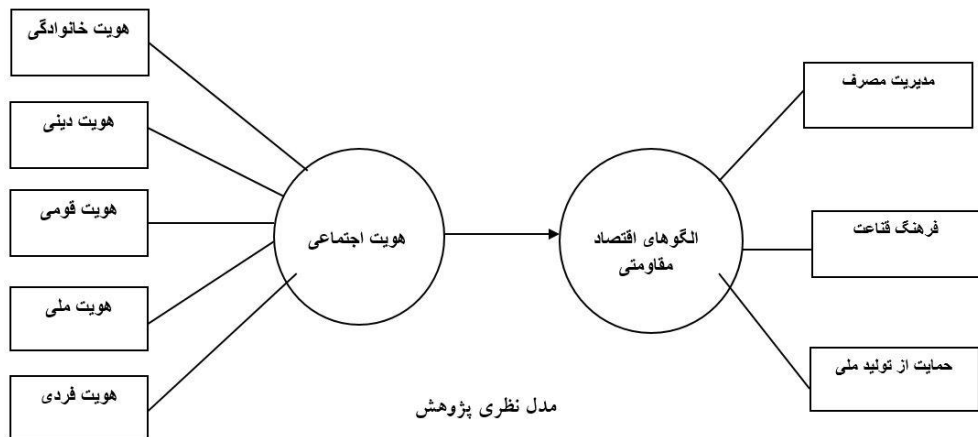 هویت خانوادگی
هویت دینی
هویت قومی
هویت ملی
هویت فردی
هویت اجتماعی
الگوهای اقتصاد
مقاومتی
مدیریت مصرف
فرهنگ قناعت
حمایت از تولید ملی
مدل نظری پژوهش